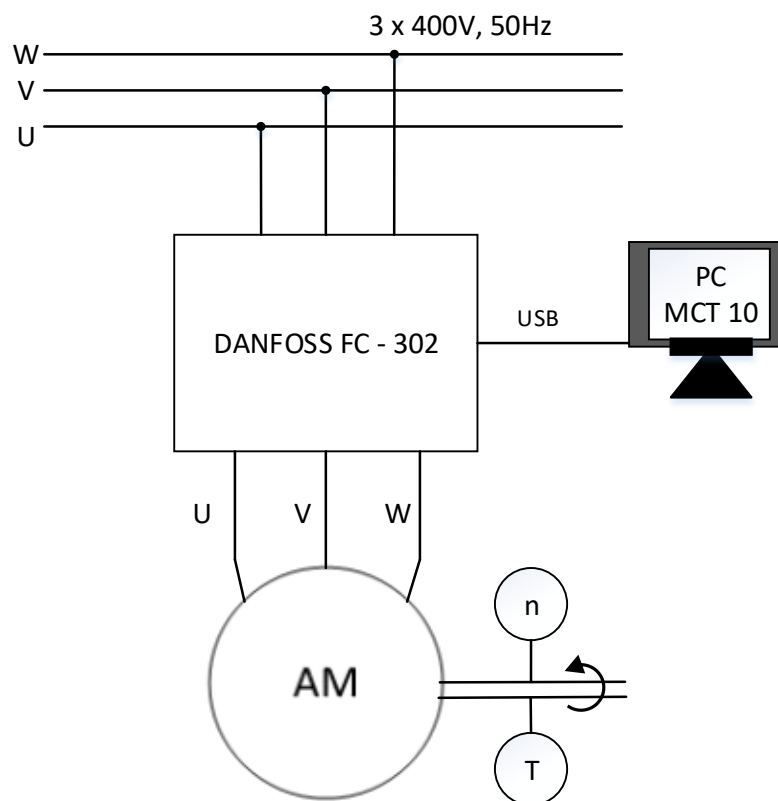 3 x 400V, 50Hz
W
V
U
PC
MCT 10
USB
DANFOSS FC - 302
U
V
W
n
AM
T